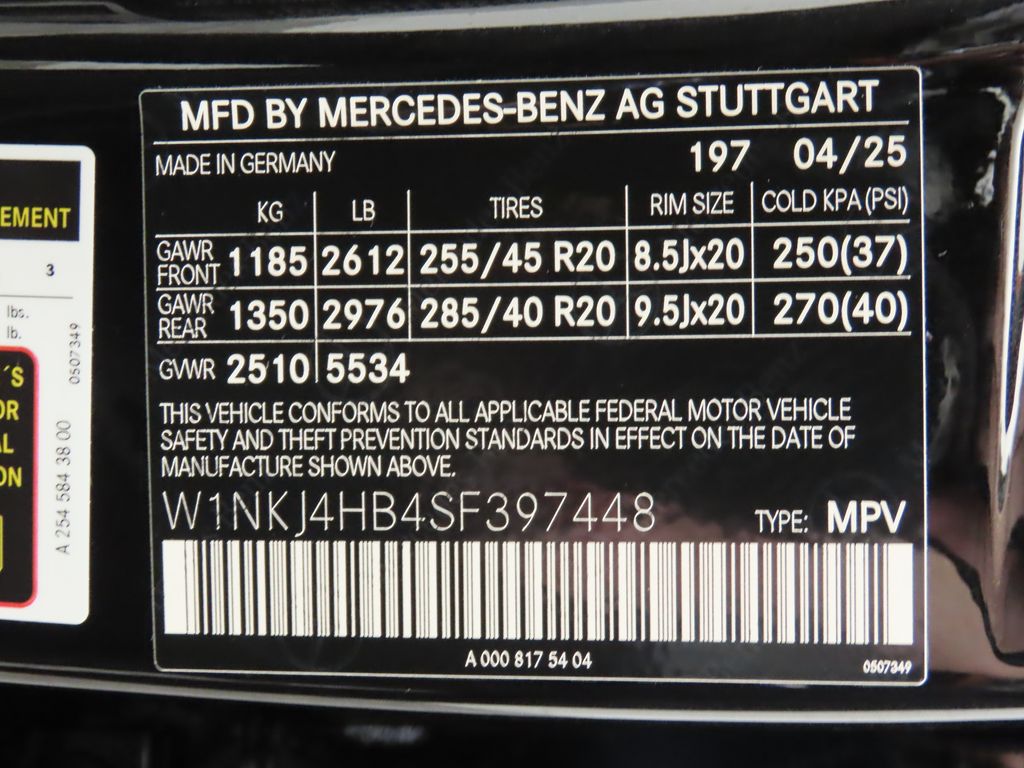 MFD BY MERCEDES-BENZ AG STUTTGART
MADE IN GERMANY 197 04/25
KG LB TIRES RIM SIZE COLD KPA (PSI)
GAWR FRONT 1185 2612 255/45 R20 8.5Jx20 250(37)
GAWR REAR 1350 2976 285/40 R20 9.5Jx20 270(40)
GVWR 2510 5534
THIS VEHICLE CONFORMS TO ALL APPLICABLE FEDERAL MOTOR VEHICLE
SAFETY AND THEFT PREVENTION STANDARDS IN EFFECT ON THE DATE OF
MANUFACTURE SHOWN ABOVE.
W1NKJ4HB4SF397448 TYPE: MPV
A 000 817 54 04 0507349
EMENT
3
lbs.
lb.
´S
OR
AL
ON
0507349
A 254 584 38 00